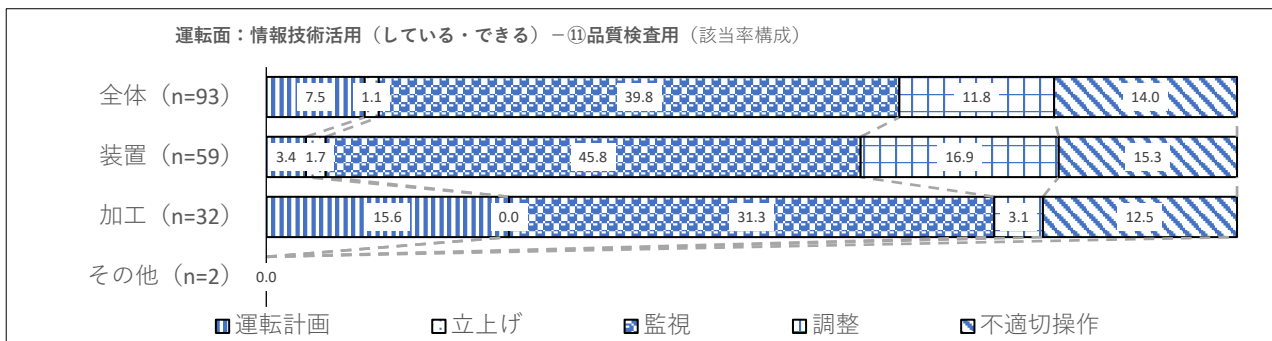 運転面：情報技術活用（している・できる）－⑪品質検査用（該当率構成）
全体（n=93） 7.5 1.1 39.8 11.8 14.0
装置（n=59） 3.4 1.7 45.8 16.9 15.3
加工（n=32） 15.6 0.0 31.3 3.1 12.5
その他（n=2） 0.0
運転計画 立上げ 監視 調整 不適切操作